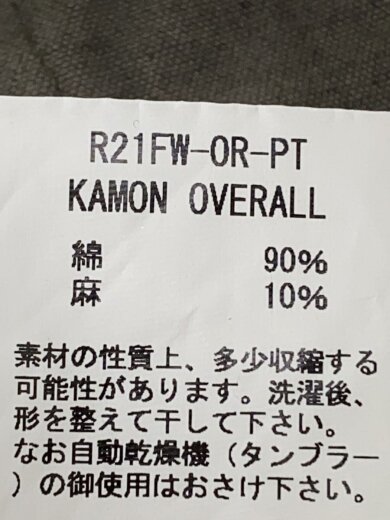 R21FW-OR-PT
KAMON OVERALL
綿 90%
麻 10%
素材の性質上、多少収縮する
可能性があります。洗濯後、
形を整えて干して下さい。
なお自動乾燥機（タンブラー
）の御使用はおさけ下さい。